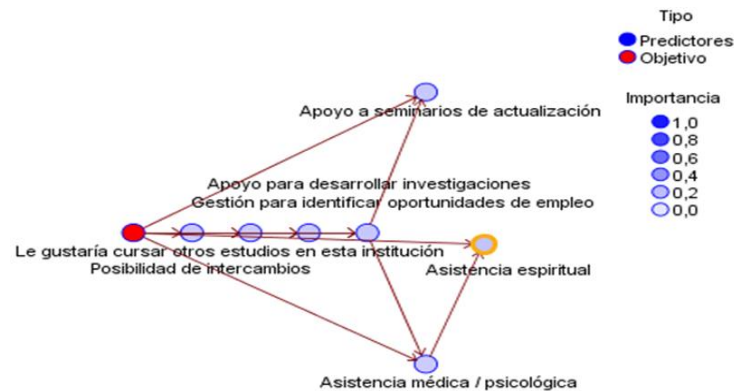 Tipo
Predictores
Objetivo
Importancia
1,0
0,8
0,6
0,4
0,2
0,0
Apoyo a seminarios de actualización
Apoyo para desarrollar investigaciones
Gestión para identificar oportunidades de empleo
Le gustaría cursar otros estudios en esta institución
Posibilidad de intercambios
Asistencia espiritual
Asistencia médica / psicológica